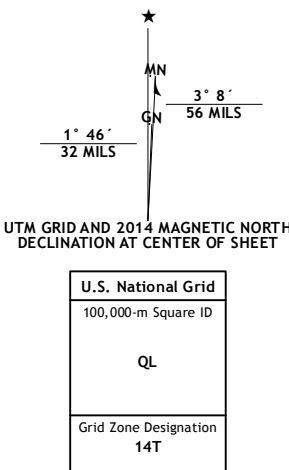 ★
MN
3° 8´
56 MILS
GN
1° 46´
32 MILS
UTM GRID AND 2014 MAGNETIC NORTH
DECLINATION AT CENTER OF SHEET
U.S. National Grid
100,000-m Square ID
QL
Grid Zone Designation
14T